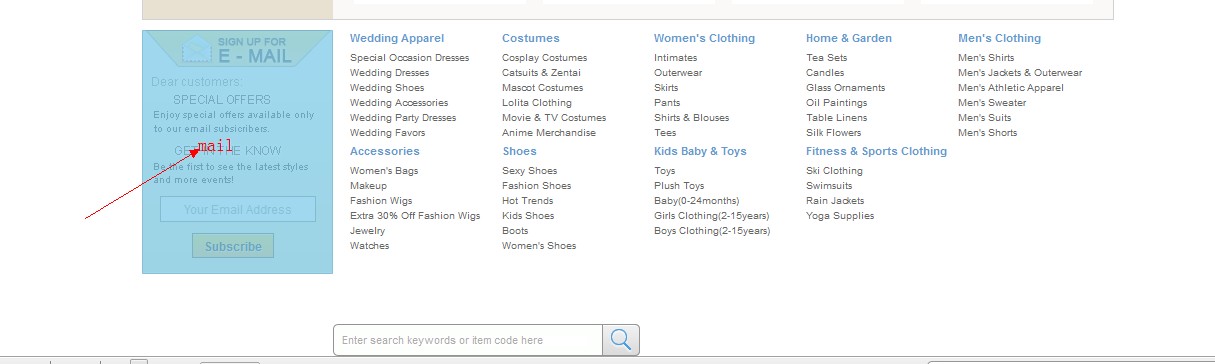 SIGN UP FOR
E - MAIL
Dear customers:
SPECIAL OFFERS
Enjoy special offers available only
to our email subsicribers.
GET IN THE KNOW
mail
Be the first to see the latest styles
and more events!
Your Email Address
Subscribe
Wedding Apparel
Special Occasion Dresses
Wedding Dresses
Wedding Shoes
Wedding Accessories
Wedding Party Dresses
Wedding Favors
Accessories
Women's Bags
Makeup
Fashion Wigs
Extra 30% Off Fashion Wigs
Jewelry
Watches
Costumes
Cosplay Costumes
Catsuits & Zentai
Mascot Costumes
Lolita Clothing
Movie & TV Costumes
Anime Merchandise
Shoes
Sexy Shoes
Fashion Shoes
Hot Trends
Kids Shoes
Boots
Women's Shoes
Women's Clothing
Intimates
Outerwear
Skirts
Pants
Shirts & Blouses
Tees
Kids Baby & Toys
Toys
Plush Toys
Baby(0-24months)
Girls Clothing(2-15years)
Boys Clothing(2-15years)
Home & Garden
Tea Sets
Candles
Glass Ornaments
Oil Paintings
Table Linens
Silk Flowers
Fitness & Sports Clothing
Ski Clothing
Swimsuits
Rain Jackets
Yoga Supplies
Men's Clothing
Men's Shirts
Men's Jackets & Outerwear
Men's Athletic Apparel
Men's Sweater
Men's Suits
Men's Shorts
Enter search keywords or item code here